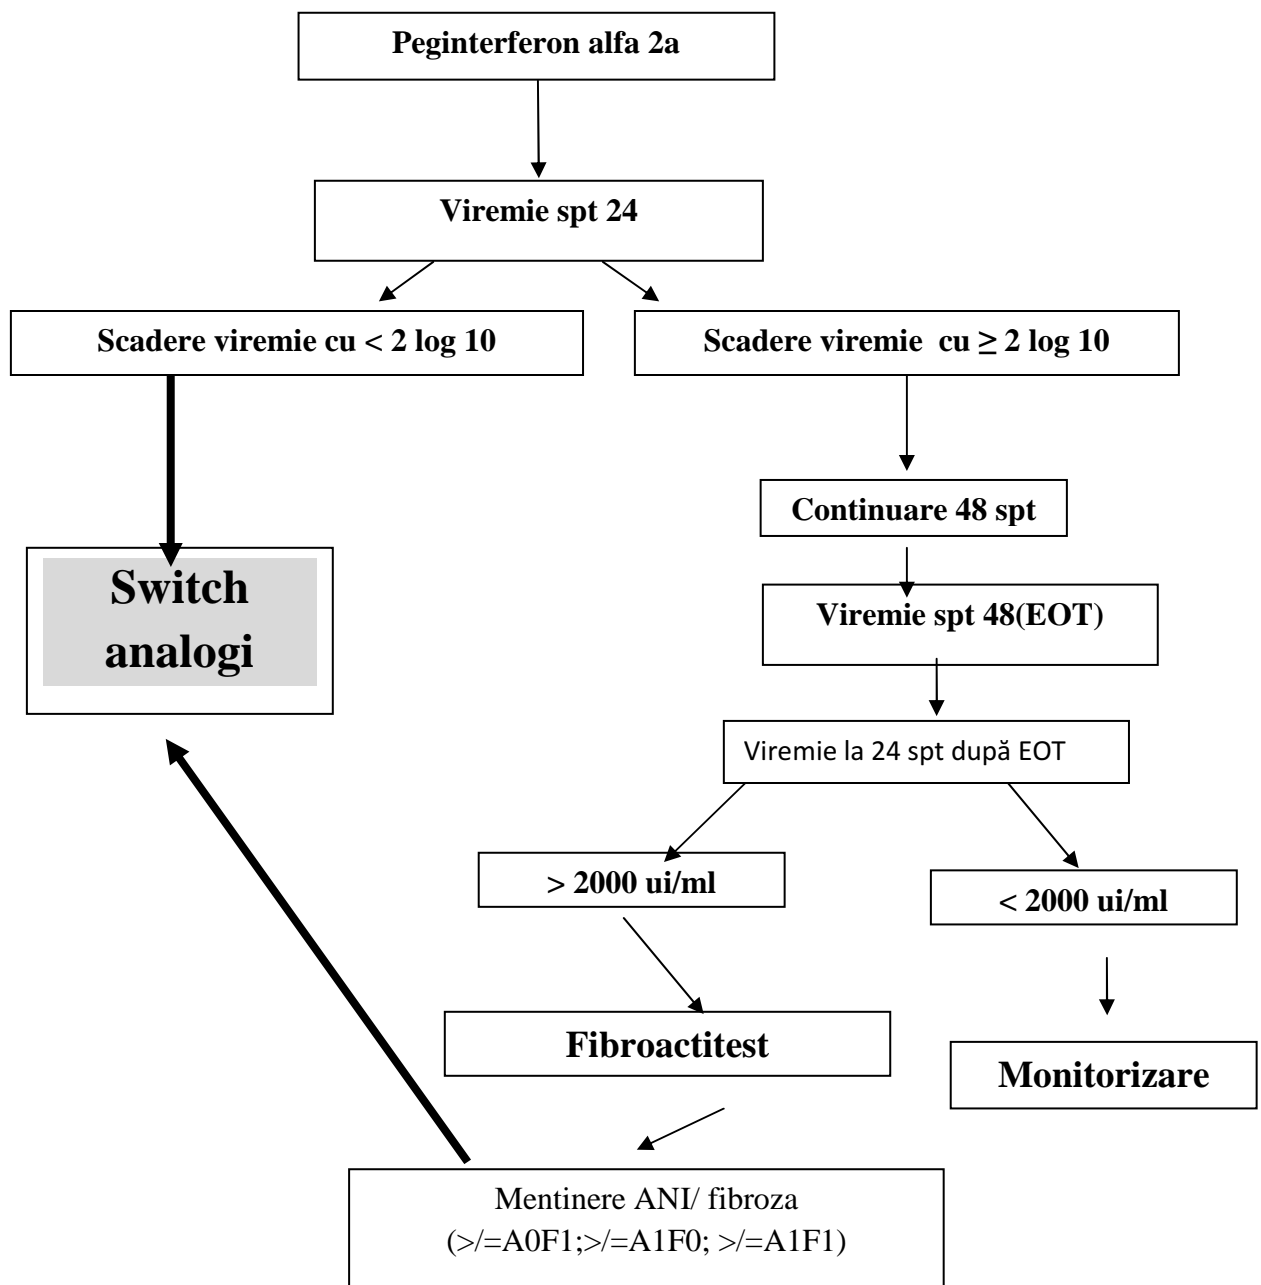 Peginterferon alfa 2a
Viremie spt 24
Scadere viremie cu < 2 log 10
Scadere viremie cu ≥ 2 log 10
Continuare 48 spt
Switch
analogi
Viremie spt 48(EOT)
Viremie la 24 spt după EOT
> 2000 ui/ml
< 2000 ui/ml
Fibroactitest
Monitorizare
Mentinere ANI/ fibroza
(>/=A0F1;>/=A1F0; >/=A1F1)